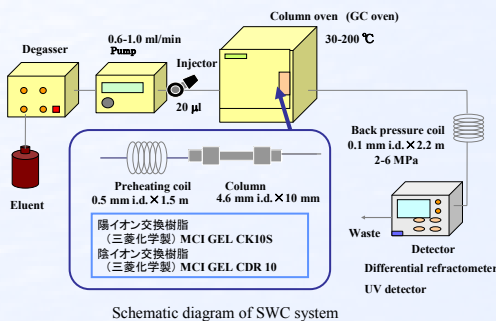 Column oven (GC oven)
0.6-1.0 ml/min
Degasser
Pump
Injector
30-200 ℃
20 µl
Back pressure coil
0.1 mm i.d.×2.2 m
2-6 MPa
Preheating coil
0.5 mm i.d.×1.5 m
Column
4.6 mm i.d.×10 mm
Eluent
陽イオン交換樹脂
(三菱化学製) MCI GEL CK10S
陰イオン交換樹脂
(三菱化学製) MCI GEL CDR 10
Waste
Detector
Differential refractometer
UV detector
Schematic diagram of SWC system